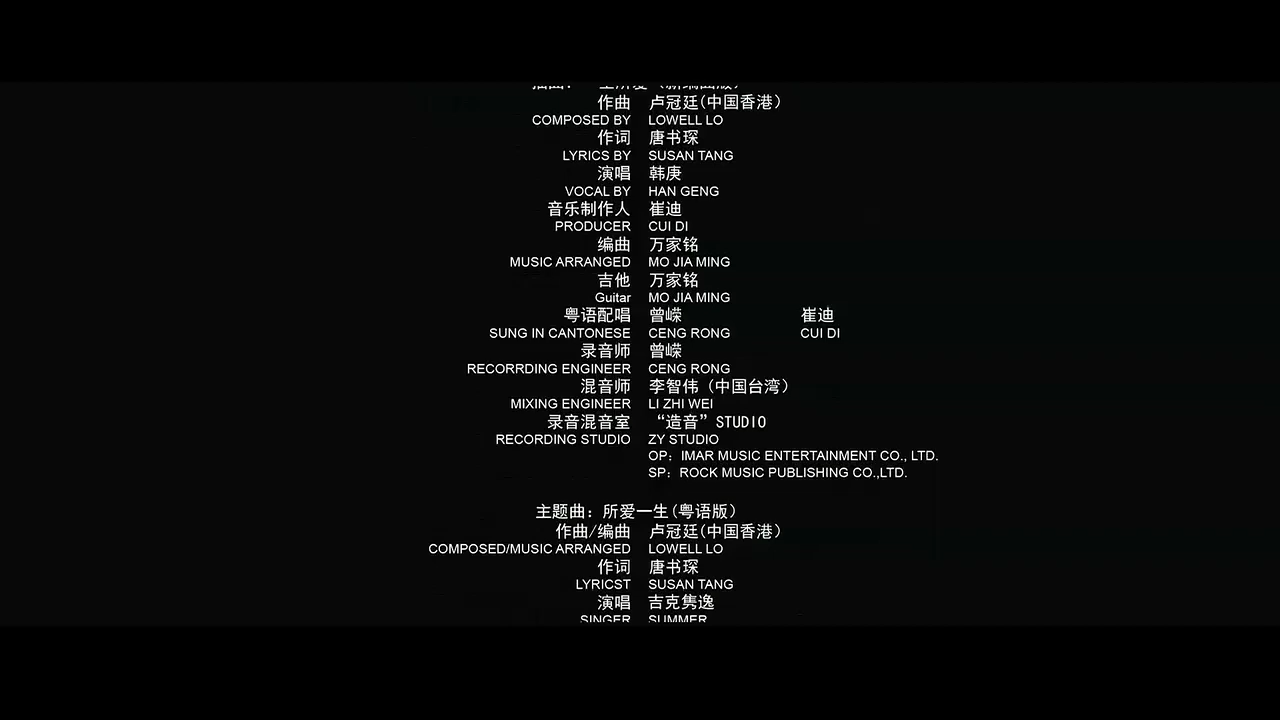 作曲 卢冠廷(中国香港)
COMPOSED BY LOWELL LO
作词 唐书琛
LYRICS BY SUSAN TANG
演唱 韩庚
VOCAL BY HAN GENG
音乐制作人 崔迪
PRODUCER CUI DI
编曲 万家铭
MUSIC ARRANGED MO JIA MING
吉他 万家铭
Guitar MO JIA MING
粤语配唱 曾嵘 崔迪
SUNG IN CANTONESE CENG RONG CUI DI
录音师 曾嵘
RECORRDING ENGINEER CENG RONG
混音师 李智伟（中国台湾）
MIXING ENGINEER LI ZHI WEI
录音混音室 “造音”STUDIO
RECORDING STUDIO ZY STUDIO
OP：IMAR MUSIC ENTERTAINMENT CO., LTD.
SP：ROCK MUSIC PUBLISHING CO.,LTD.
主题曲：所爱一生(粤语版)
作曲/编曲 卢冠廷(中国香港)
COMPOSED/MUSIC ARRANGED LOWELL LO
作词 唐书琛
LYRICST SUSAN TANG
演唱 吉克隽逸
SINGER SUMMER